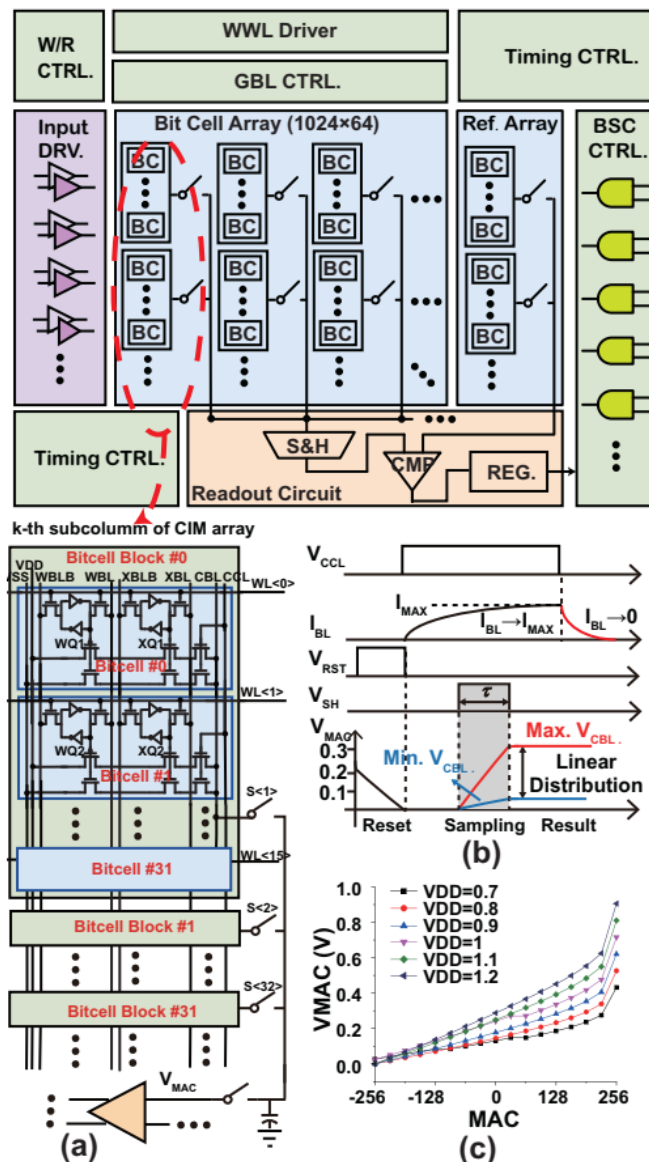 W/R
CTRL.
WWL Driver
GBL CTRL.
Timing CTRL.
Input
DRV.
Bit Cell Array (1024×64)
Ref. Array
BSC
CTRL.
BC BC BC BC
BC BC BC BC
BC BC BC BC
BC BC BC BC
Timing CTRL.
S&H
CMP
REG.
Readout Circuit
k-th subcolumm of CIM array
Bitcell Block #0
VDD
VSS WBLB WBL XBLB XBL CBL CCL
WL<0>
WQ1 XQ1
Bitcell #0
WL<1>
WQ2 XQ2
Bitcell #1
S<1>
WL<15>
Bitcell #31
S<2>
Bitcell Block #1
S<32>
Bitcell Block #31
VMAC
(a)
VCCL
IMAX
IBL
IBL→IMAX
IBL→0
VRST
VSH
τ
VMAC
0.3
0.2
0.1
Max. VCBL.
Min. VCBL.
Linear
Distribution
Reset Sampling Result
(b)
VMAC (V)
1.0
0.8
0.6
0.4
0.2
0.0
VDD=0.7
VDD=0.8
VDD=0.9
VDD=1
VDD=1.1
VDD=1.2
-256 -128 0 128 256
MAC
(c)